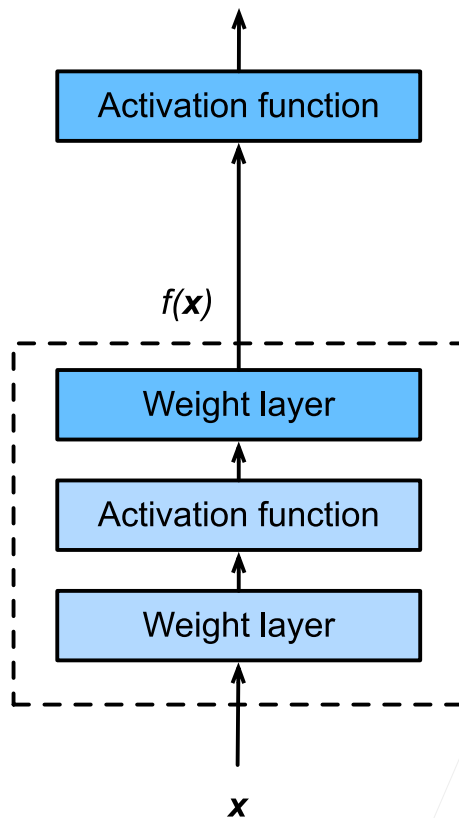 Activation function
f(x)
Weight layer
Activation function
Weight layer
x